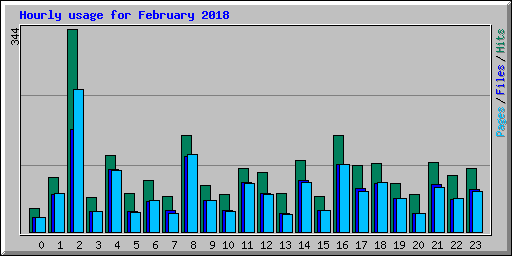 Hourly usage for February 2018
344
Pages / Files / Hits
0 1 2 3 4 5 6 7 8 9 10 11 12 13 14 15 16 17 18 19 20 21 22 23